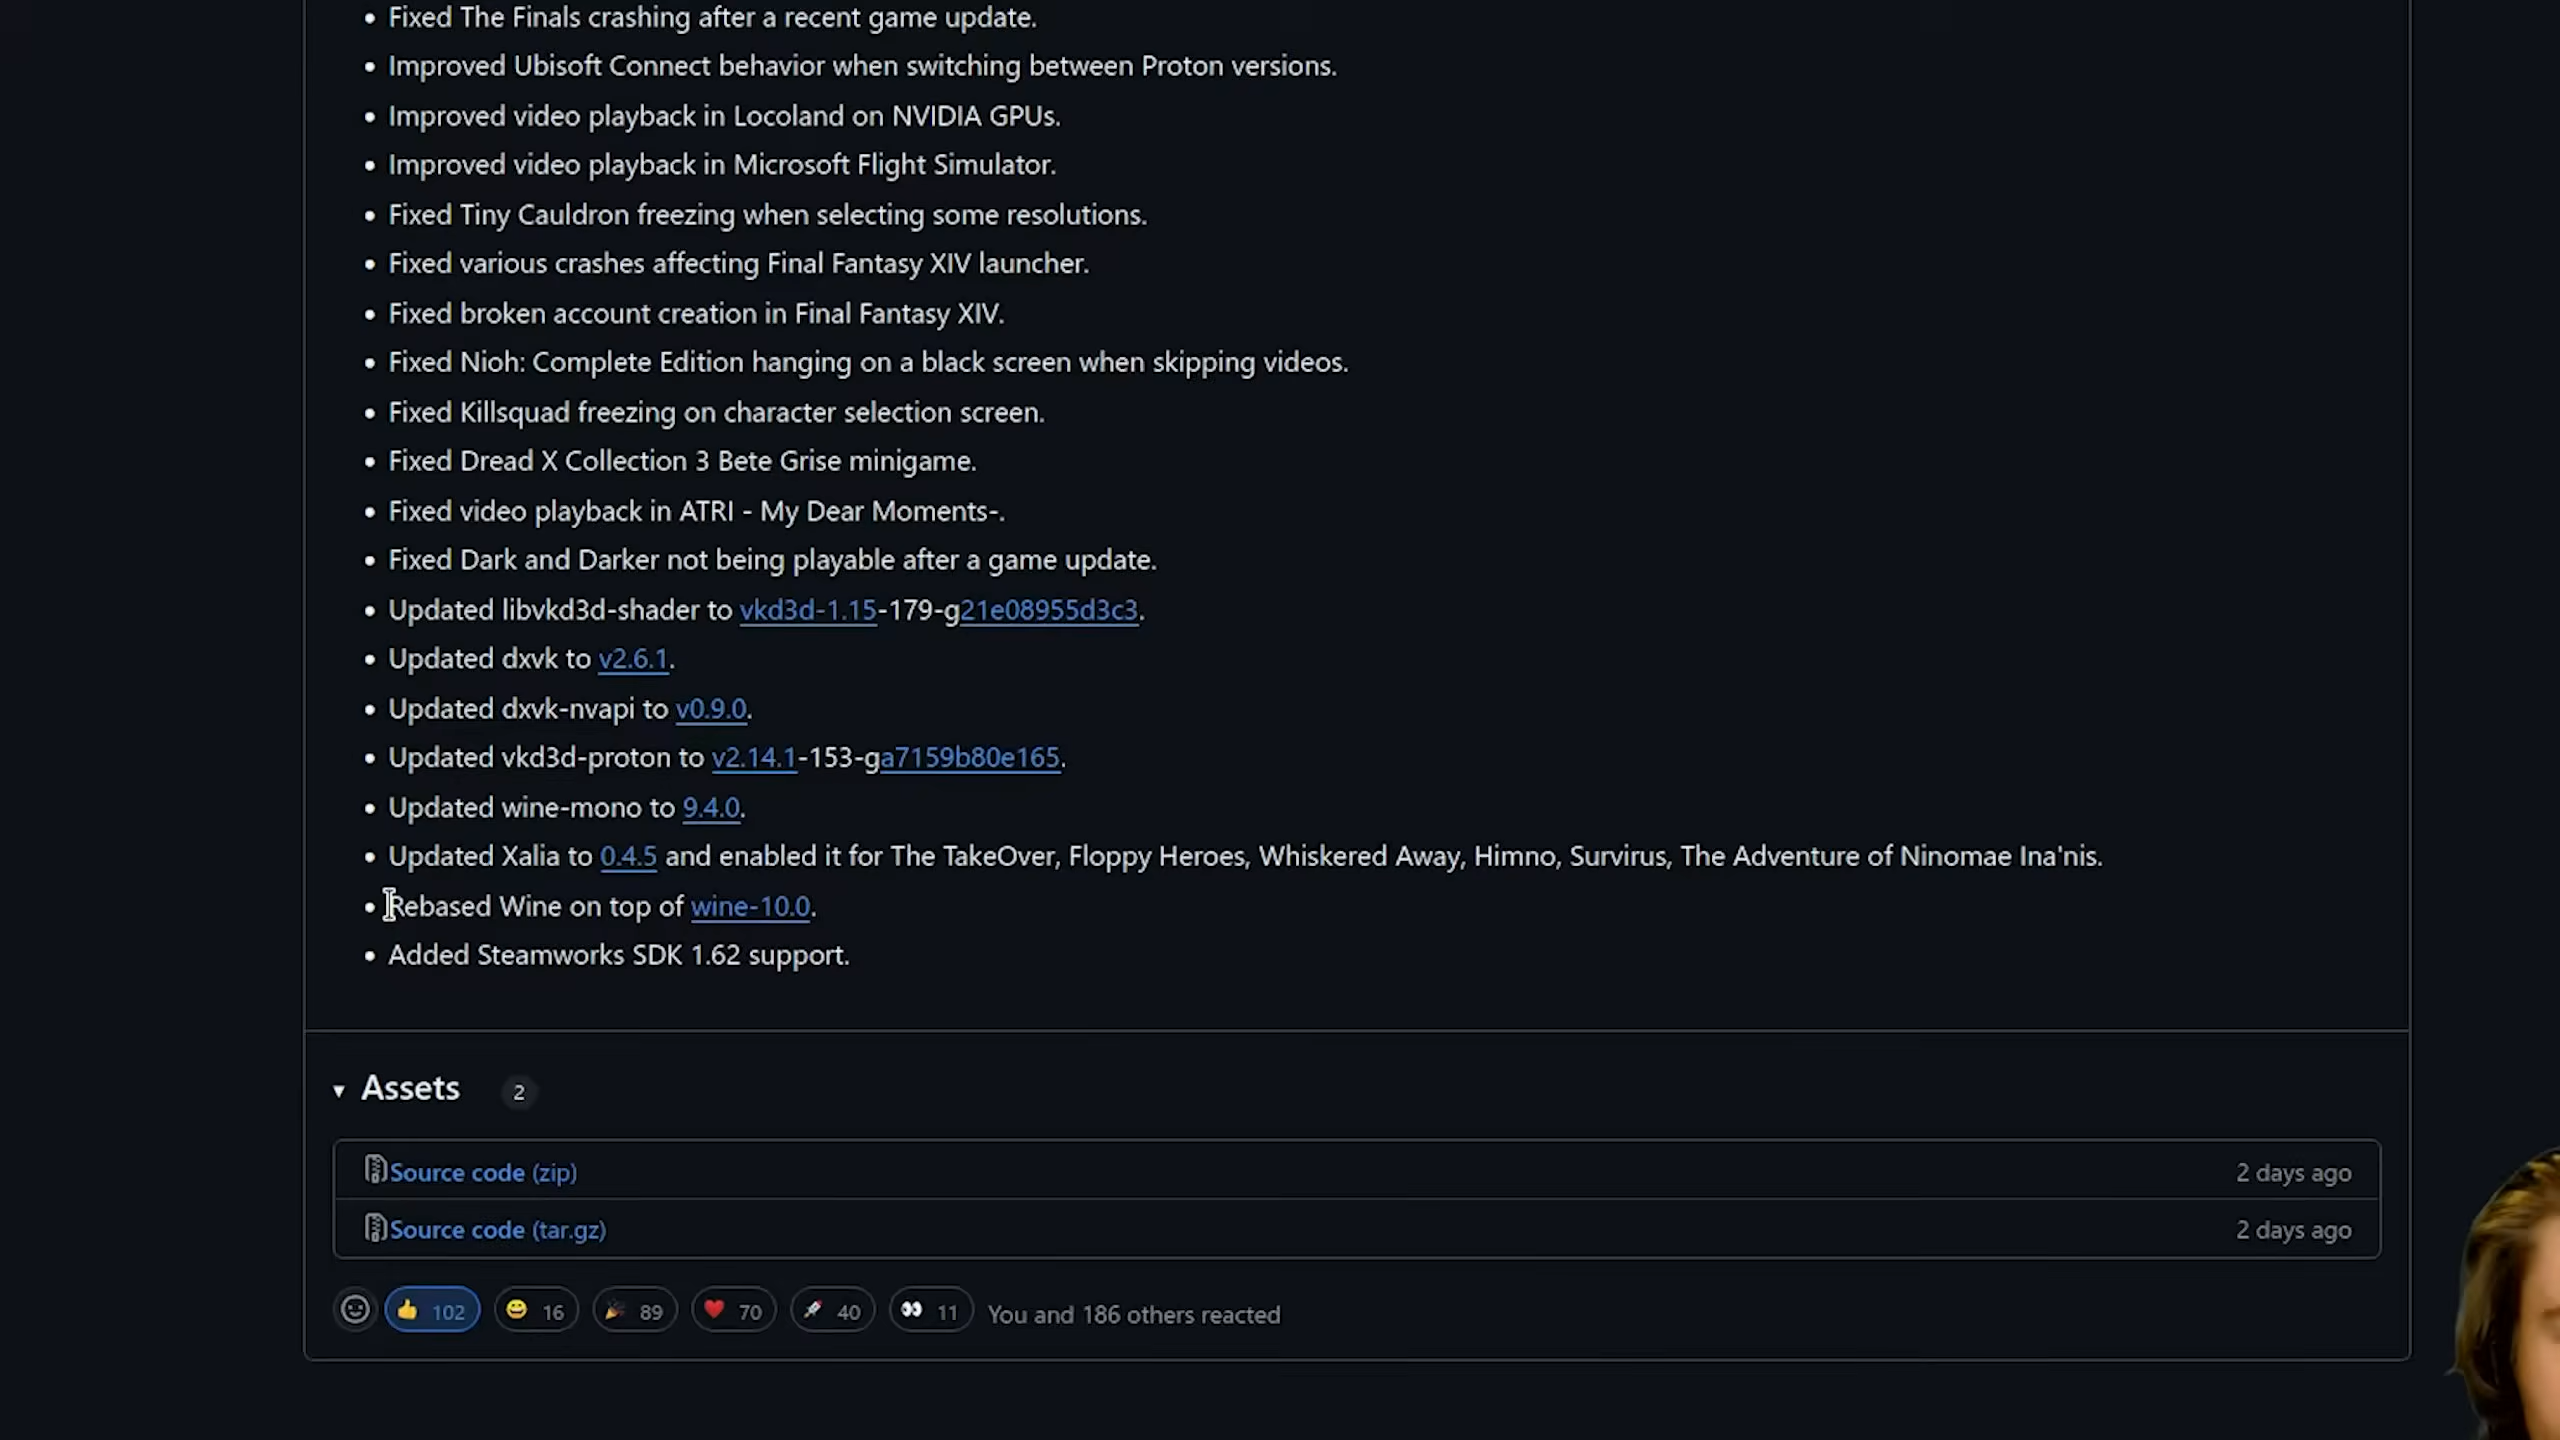 • Fixed The Finals crashing after a recent game update.
• Improved Ubisoft Connect behavior when switching between Proton versions.
• Improved video playback in Locoland on NVIDIA GPUs.
• Improved video playback in Microsoft Flight Simulator.
• Fixed Tiny Cauldron freezing when selecting some resolutions.
• Fixed various crashes affecting Final Fantasy XIV launcher.
• Fixed broken account creation in Final Fantasy XIV.
• Fixed Nioh: Complete Edition hanging on a black screen when skipping videos.
• Fixed Killsquad freezing on character selection screen.
• Fixed Dread X Collection 3 Bete Grise minigame.
• Fixed video playback in ATRI - My Dear Moments-.
• Fixed Dark and Darker not being playable after a game update.
• Updated libvkd3d-shader to vkd3d-1.15-179-g21e08955d3c3.
• Updated dxvk to v2.6.1.
• Updated dxvk-nvapi to v0.9.0.
• Updated vkd3d-proton to v2.14.1-153-ga7159b80e165.
• Updated wine-mono to 9.4.0.
• Updated Xalia to 0.4.5 and enabled it for The TakeOver, Floppy Heroes, Whiskered Away, Himno, Survirus, The Adventure of Ninomae Ina'nis.
• Rebased Wine on top of wine-10.0.
• Added Steamworks SDK 1.62 support.
Assets 2
Source code (zip) 2 days ago
Source code (tar.gz) 2 days ago
102 16 89 70 40 11 You and 186 others reacted